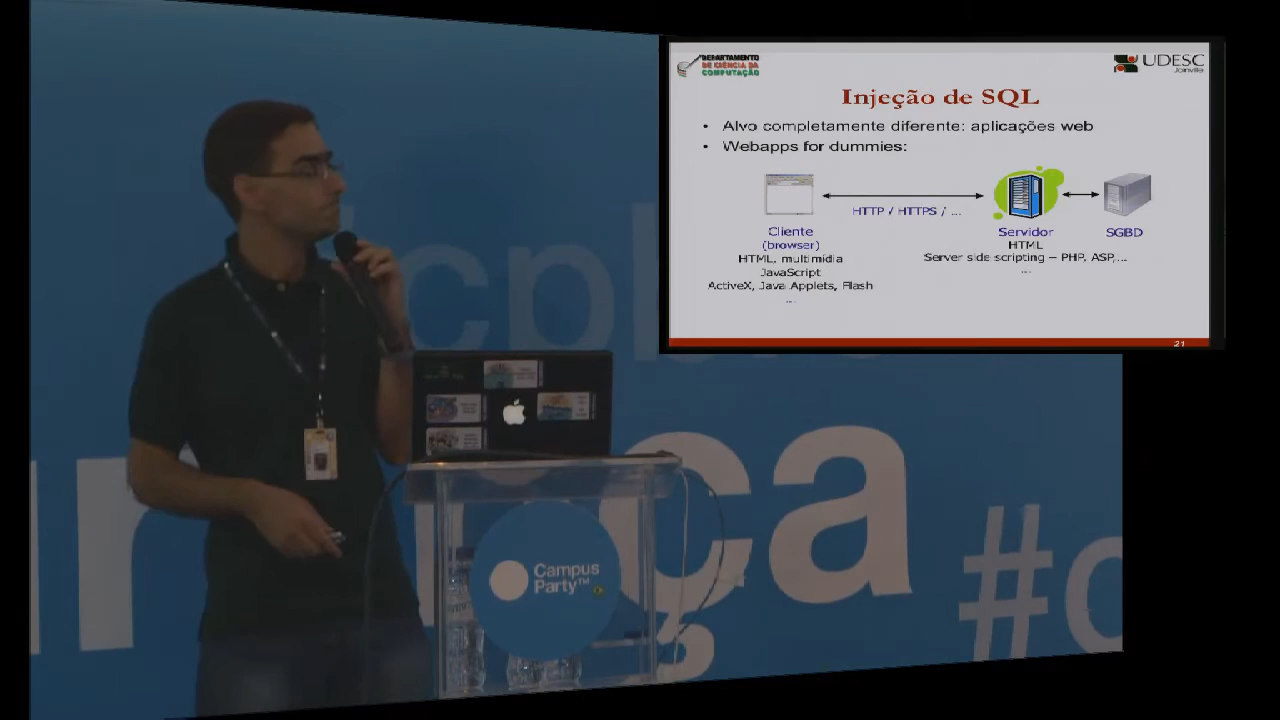 DEPARTAMENTO
DE CIÊNCIA DA
COMPUTAÇÃO
UDESC
Joinville
Injeção de SQL
• Alvo completamente diferente: aplicações web
• Webapps for dummies:
HTTP / HTTPS / ...
Cliente
(browser)
HTML, multimídia
JavaScript
ActiveX, Java Applets, Flash
...
Servidor
HTML
Server side scripting – PHP, ASP,...
...
SGBD
21
Campus
Party™
ça
#c